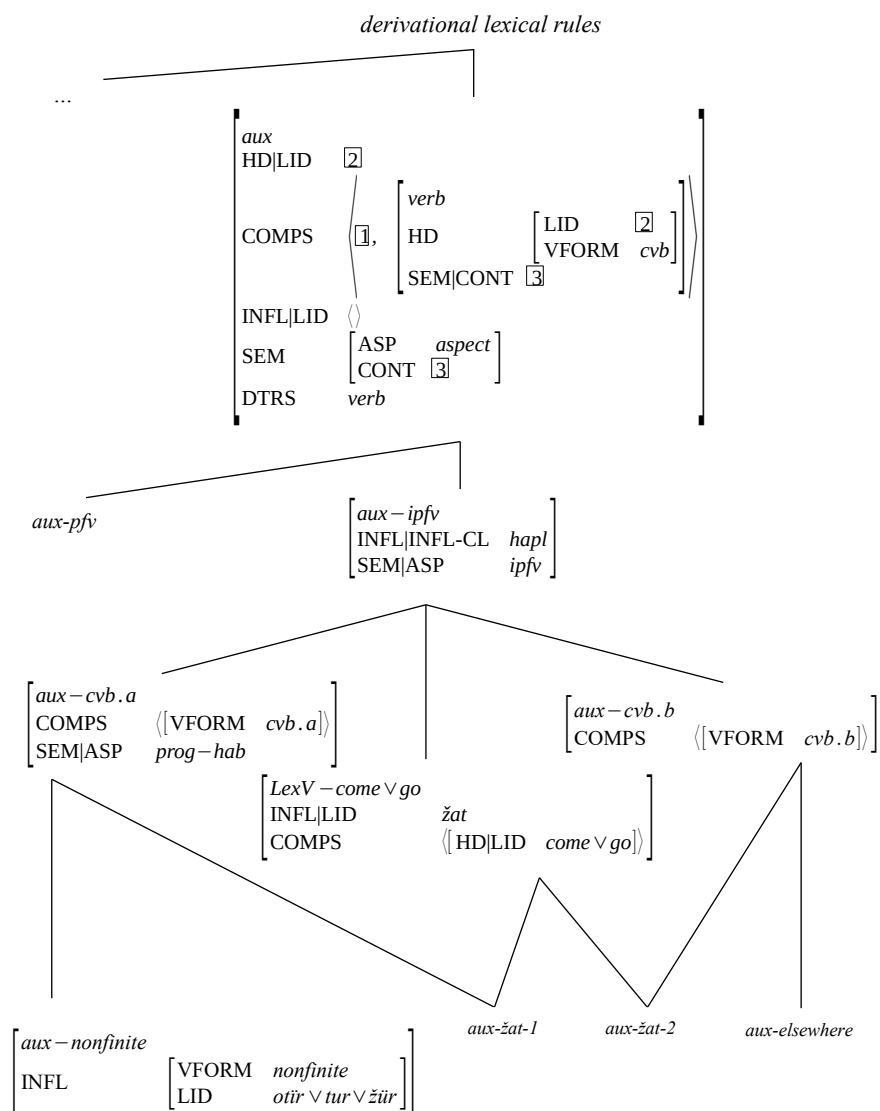 derivational lexical rules
...
aux
HD|LID 2
verb
LID 2
COMPS ⟨ 1, HD
VFORM cvb
SEM|CONT 3 ⟩
INFL|LID ⟨⟩
ASP aspect
SEM
CONT 3
DTRS verb
aux-pfv
aux−ipfv
INFL|INFL-CL hapl
SEM|ASP ipfv
aux−cvb.a
COMPS ⟨[VFORM cvb.a]⟩
SEM|ASP prog−hab
aux−cvb.b
COMPS ⟨[VFORM cvb.b]⟩
LexV−come∨go
INFL|LID žat
COMPS ⟨[HD|LID come∨go]⟩
aux-žat-1 aux-žat-2 aux-elsewhere
aux−nonfinite
VFORM nonfinite
INFL
LID otïr∨tur∨žür